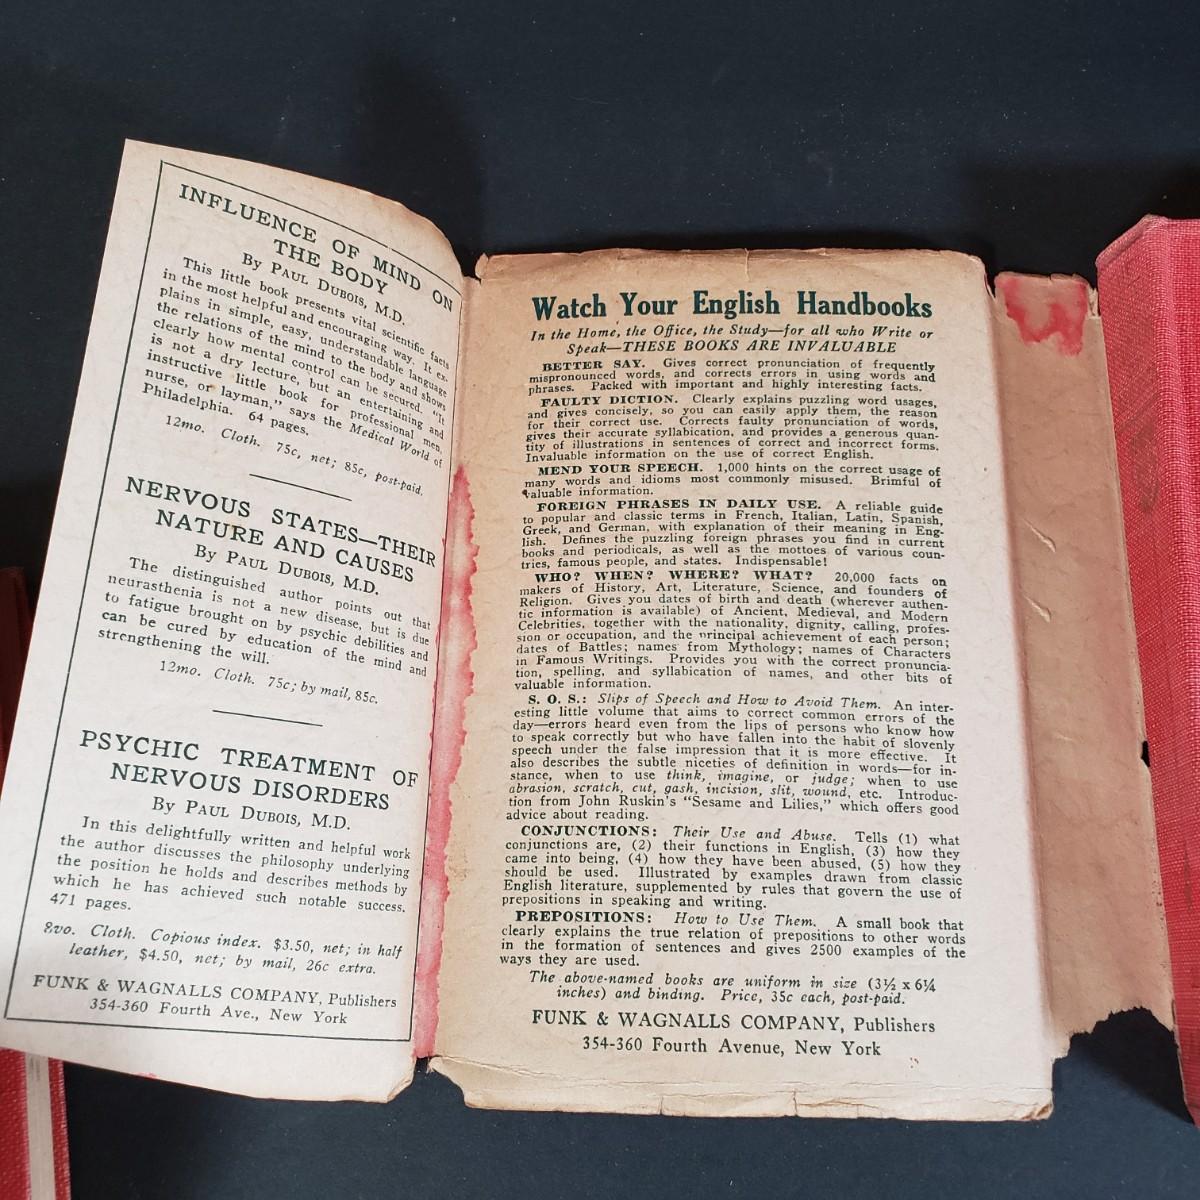 INFLUENCE OF MIND ON
THE BODY
By PAUL DUBOIS, M.D.
This little book presents vital scientific facts
in the most helpful and encouraging way. It ex-
plains in simple, easy, understandable language
the relations of the mind to the body and shows
clearly how mental control can be secured. "It
is not a dry lecture, but an entertaining and
instructive little book for professional men,
nurse, or layman," says the Medical World of
Philadelphia. 64 pages.
12mo. Cloth. 75c, net; 85c, post-paid.
NERVOUS STATES—THEIR
NATURE AND CAUSES
By PAUL DUBOIS, M.D.
The distinguished author points out that
neurasthenia is not a new disease, but is due
to fatigue brought on by psychic debilities and
can be cured by education of the mind and
strengthening the will.
12mo. Cloth. 75c; by mail, 85c.
PSYCHIC TREATMENT OF
NERVOUS DISORDERS
By PAUL DUBOIS, M.D.
In this delightfully written and helpful work
the author discusses the philosophy underlying
the position he holds and describes methods by
which he has achieved such notable success.
471 pages.
8vo. Cloth. Copious index. $3.50, net; in half
leather, $4.50, net; by mail, 26c extra.
FUNK & WAGNALLS COMPANY, Publishers
354-360 Fourth Ave., New York
Watch Your English Handbooks
In the Home, the Office, the Study—for all who Write or
Speak—THESE BOOKS ARE INVALUABLE
BETTER SAY. Gives correct pronunciation of frequently
mispronounced words, and corrects errors in using words and
phrases. Packed with important and highly interesting facts.
FAULTY DICTION. Clearly explains puzzling word usages,
and gives concisely, so you can easily apply them, the reason
for their correct use. Corrects faulty pronunciation of words,
gives their accurate syllabication, and provides a generous quan-
tity of illustrations in sentences of correct and incorrect forms.
Invaluable information on the use of correct English.
MEND YOUR SPEECH. 1,000 hints on the correct usage of
many words and idioms most commonly misused. Brimful of
valuable information.
FOREIGN PHRASES IN DAILY USE. A reliable guide
to popular and classic terms in French, Italian, Latin, Spanish,
Greek, and German, with explanation of their meaning in Eng-
lish. Defines the puzzling foreign phrases you find in current
books and periodicals, as well as the mottoes of various coun-
tries, famous people, and states. Indispensable!
WHO? WHEN? WHERE? WHAT? 20,000 facts on
makers of History, Art, Literature, Science, and founders of
Religion. Gives you dates of birth and death (wherever authen-
tic information is available) of Ancient, Medieval, and Modern
Celebrities, together with the nationality, dignity, calling, profes-
sion or occupation, and the principal achievement of each person;
dates of Battles; names from Mythology; names of Characters
in Famous Writings. Provides you with the correct pronuncia-
tion, spelling, and syllabication of names, and other bits of
valuable information.
S. O. S.: Slips of Speech and How to Avoid Them. An inter-
esting little volume that aims to correct common errors of the
day—errors heard even from the lips of persons who know how
to speak correctly but who have fallen into the habit of slovenly
speech under the false impression that it is more effective. It
also describes the subtle niceties of definition in words—for in-
stance, when to use think, imagine, or judge; when to use
abrasion, scratch, cut, gash, incision, slit, wound, etc. Introduc-
tion from John Ruskin's "Sesame and Lilies," which offers good
advice about reading.
CONJUNCTIONS: Their Use and Abuse. Tells (1) what
conjunctions are, (2) their functions in English, (3) how they
came into being, (4) how they have been abused, (5) how they
should be used. Illustrated by examples drawn from classic
English literature, supplemented by rules that govern the use of
prepositions in speaking and writing.
PREPOSITIONS: How to Use Them. A small book that
clearly explains the true relation of prepositions to other words
in the formation of sentences and gives 2500 examples of the
ways they are used.
The above-named books are uniform in size (3½ x 6¼
inches) and binding. Price, 35c each, post-paid.
FUNK & WAGNALLS COMPANY, Publishers
354-360 Fourth Avenue, New York